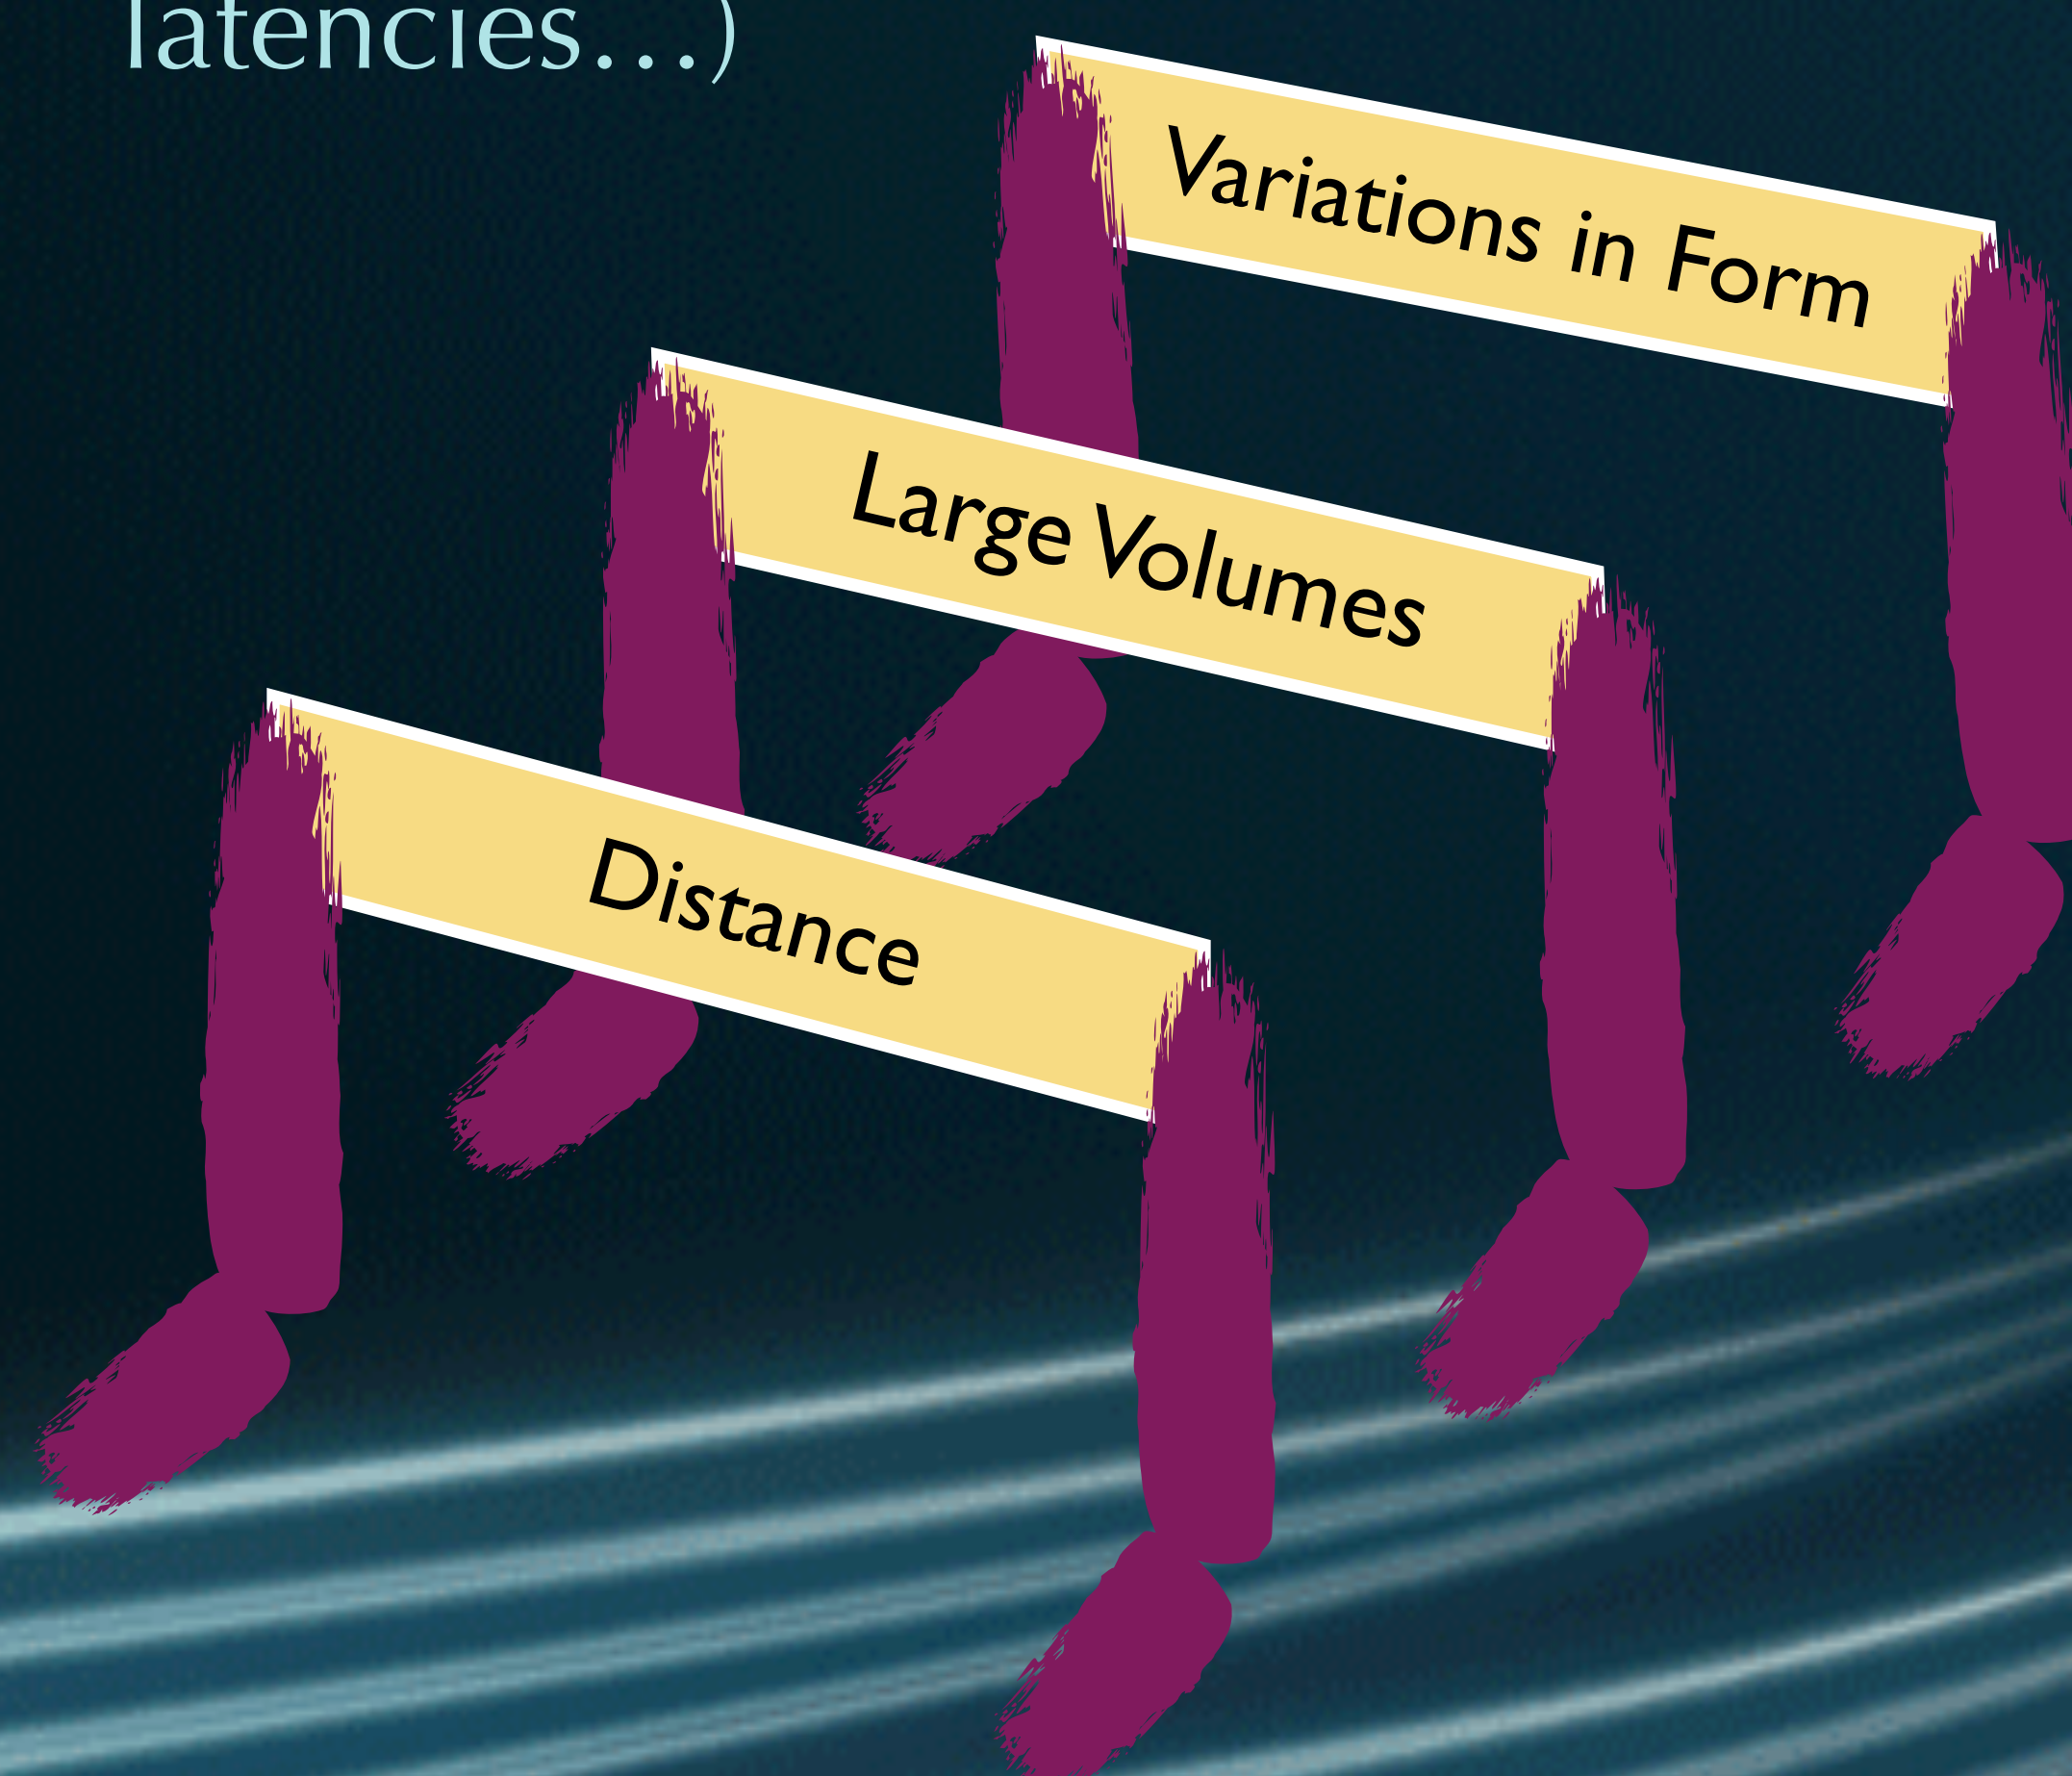 latencies...)
Variations in Form
Large Volumes
Distance